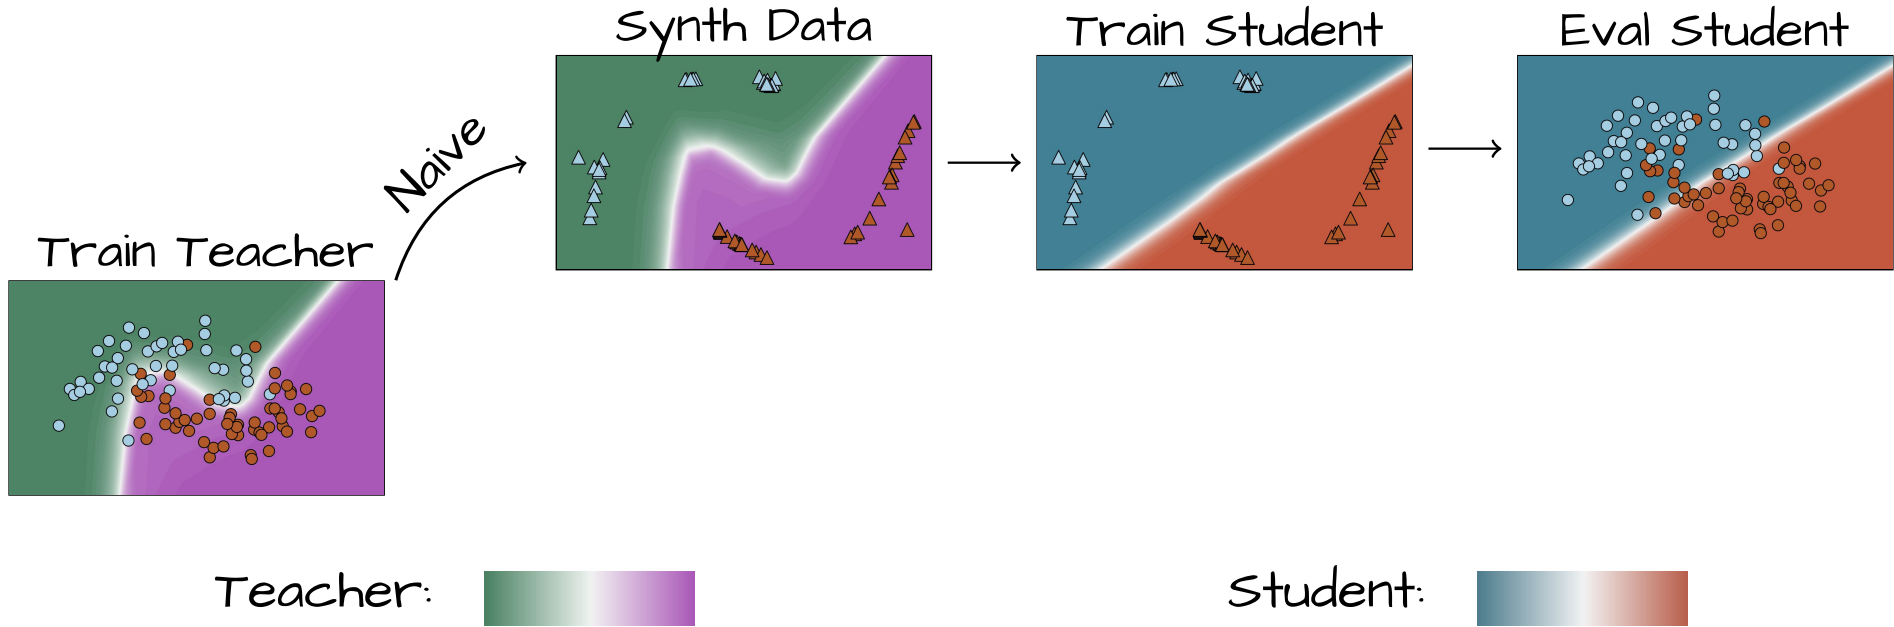 Synth Data
Train Student
Eval Student
Naive
Train Teacher
Teacher:
Student: